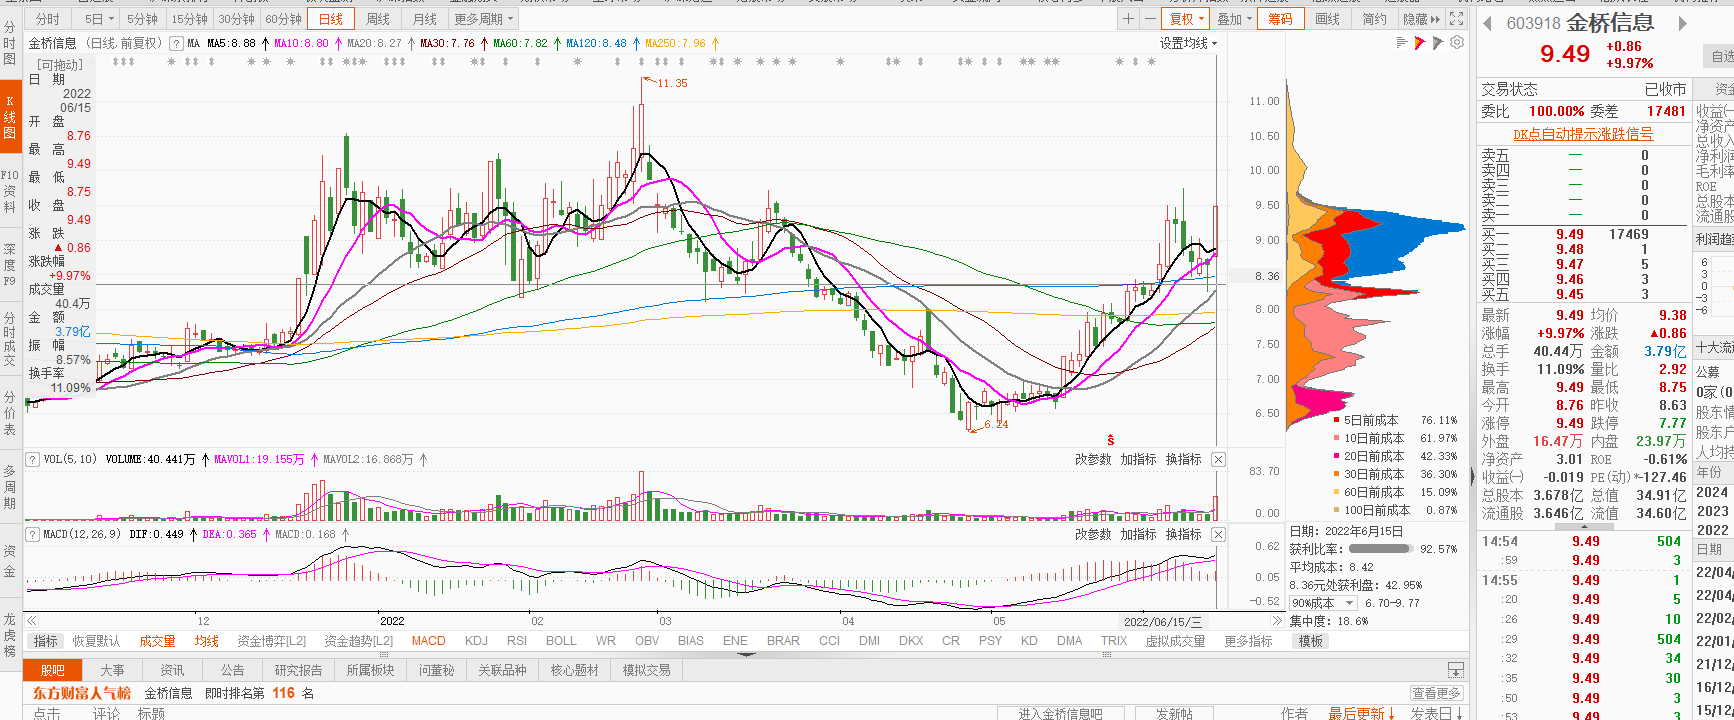 分时 5日 5分钟 15分钟 30分钟 60分钟 日线 周线 月线 更多周期 复权 叠加 筹码 画线 简约 隐藏
金桥信息 (日线,前复权) ? MA MA5:8.88 MA10:8.80 MA20:8.27 MA30:7.76 MA60:7.82 MA120:8.48 MA250:7.96 设置均线
分时图
K线图
F10资料
深度F9
分时成交
分价表
多周期
资金
龙虎榜
[可拖动]
日 期
2022
06/15
开 盘
8.76
最 高
9.49
最 低
8.75
收 盘
9.49
涨 跌
▲0.86
涨跌幅
+9.97%
成交量
40.4万
金 额
3.79亿
振 幅
8.57%
换手率
11.09%
11.35
6.24
S
11.00
10.50
10.00
9.50
9.00
8.36
8.00
7.50
7.00
6.50
5日前成本 76.11%
10日前成本 61.97%
20日前成本 42.33%
30日前成本 36.30%
60日前成本 15.09%
100日前成本 0.87%
日期: 2022年6月15日
获利比率: 92.57%
平均成本: 8.42
8.36元处获利盘: 42.95%
90%成本 6.70-9.77
集中度: 18.6%
? VOL(5,10) VOLUME:40.441万 MAVOL1:19.155万 MAVOL2:16.868万 改参数 加指标 换指标
83.70
0.00
? MACD(12,26,9) DIF:0.449 DEA:0.365 MACD:0.168 改参数 加指标 换指标
0.62
0.05
-0.52
12 2022 02 03 04 05 2022/06/15/三
指标 恢复默认 成交量 均线 资金博弈[L2] 资金趋势[L2] MACD KDJ RSI BOLL WR OBV BIAS ENE BRAR CCI DMI DKX CR PSY KD DMA TRIX 虚拟成交量 更多指标 模板
股吧 大事 资讯 公告 研究报告 所属板块 问董秘 关联品种 核心题材 模拟交易
东方财富人气榜 金桥信息 即时排名第 116 名 查看更多
点击 评论 标题 进入金桥信息吧 发新帖 作者 最后更新↓ 发表日↓
603918 金桥信息
9.49 +0.86
+9.97%
自选
交易状态 已收市
委比 100.00% 委差 17481
DK点自动提示涨跌信号
卖五 — 0
卖四 — 0
卖三 — 0
卖二 — 0
卖一 — 0
买一 9.49 17469
买二 9.48 1
买三 9.47 5
买四 9.46 3
买五 9.45 3
最新 9.49 均价 9.38
涨幅 +9.97% 涨跌 ▲0.86
总手 40.44万 金额 3.79亿
换手 11.09% 量比 2.92
最高 9.49 最低 8.75
今开 8.76 昨收 8.63
涨停 9.49 跌停 7.77
外盘 16.47万 内盘 23.97万
净资产 3.01 ROE -0.61%
收益(一) -0.019 PE(动)*-127.46
总股本 3.678亿 总值 34.91亿
流通股 3.646亿 流值 34.60亿
14:54 9.49 504
:59 9.49 3
14:55 9.49 1
:20 9.49 5
:26 9.49 10
:29 9.49 504
:32 9.49 34
:35 9.49 30
:50 9.49 3
:53 9.49 3
资金
收益(一
净资产
总收入
净利润
毛利率
ROE
总股本
流通股
利润趋
6
3
0
-3
-6
十大流
公募
0家(0
股东情
股东户
人均持
年份
2024
2023
2022
日期
22/04/
22/04/
22/02/
22/01/
21/12/
16/12/
15/12/